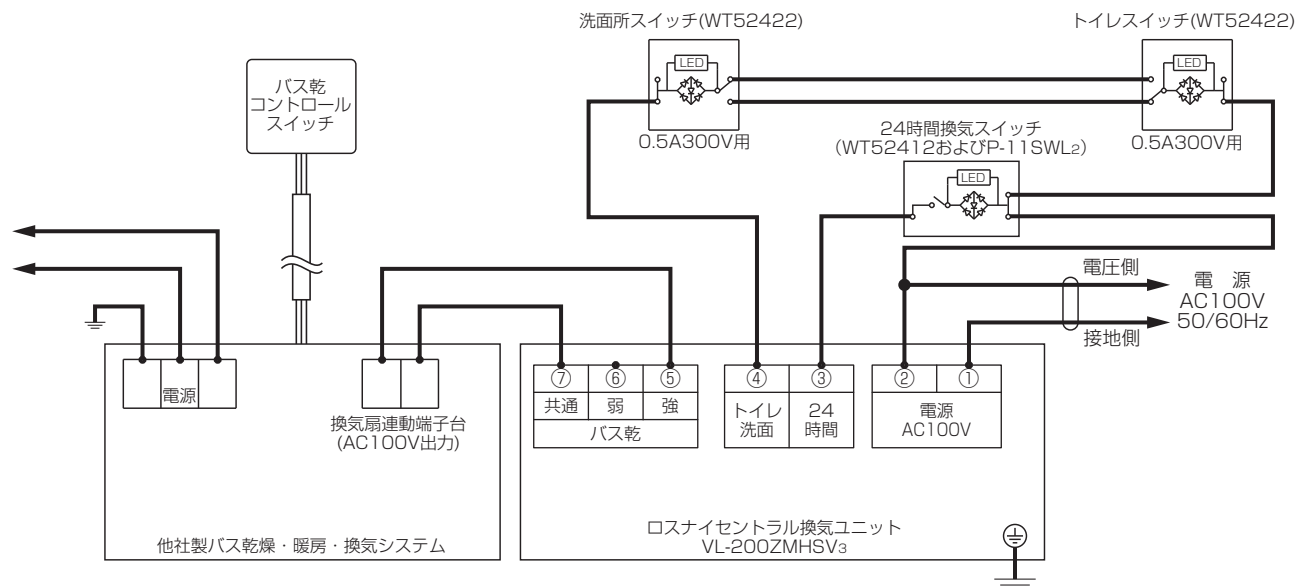 洗面所スイッチ(WT52422)
トイレスイッチ(WT52422)
LED
LED
バス乾
コントロール
スイッチ
0.5A300V用
0.5A300V用
24時間換気スイッチ
(WT52412およびP-11SWL2)
LED
電圧側
接地側
電 源
AC100V
50/60Hz
電源
換気扇連動端子台
(AC100V出力)
⑦ ⑥ ⑤ ④ ③ ② ①
共通 弱 強
バス乾
トイレ
洗面
24
時間
電源
AC100V
他社製バス乾燥・暖房・換気システム
ロスナイセントラル換気ユニット
VL-200ZMHSV3